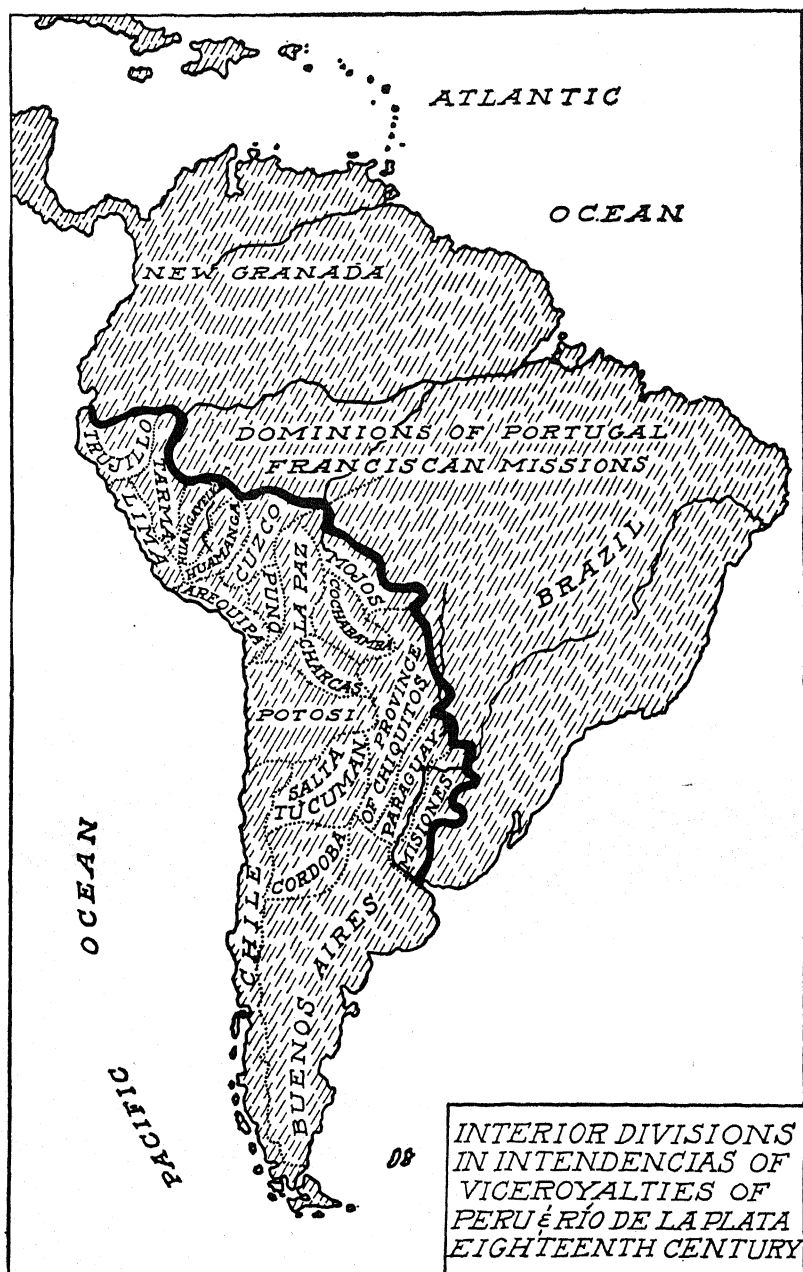 ATLANTIC
OCEAN
NEW GRANADA
DOMINIONS OF PORTUGAL
FRANCISCAN MISSIONS
TRUCILLO
TARMA
LIMA
HUANGAVELICA
HUAMANGA
CUZCO
AREQUIPA
PUNO
LA PAZ
MOJOS
COCHABAMBA
BRAZIL
CHARCAS
POTOSI
PROVINCE
OF CHIQUITOS
SALTA
TUCUMAN
PARAGUAY
MISIONES
CORDOBA
CHILE
BUENOS AIRES
OCEAN
PACIFIC
INTERIOR DIVISIONS
IN INTENDENCIAS OF
VICEROYALTIES OF
PERU & RÍO DE LA PLATA
EIGHTEENTH CENTURY